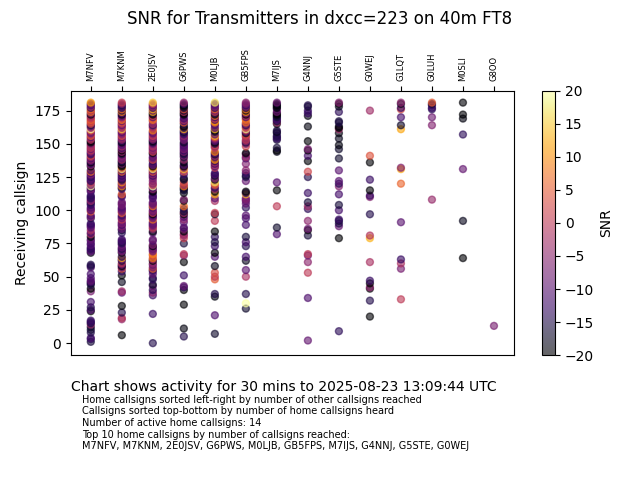 SNR for Transmitters in dxcc=223 on 40m FT8
M7NFV M7KNM 2E0JSV G6PWS M0LJB GB5FPS M7IJS G4NNJ G5STE G0WEJ G1LQT G0LUH M0SLI G8OO
175
150
125
100
75
50
25
0
Receiving callsign
20
15
10
5
0
−5
−10
−15
−20
SNR
Chart shows activity for 30 mins to 2025-08-23 13:09:44 UTC
Home callsigns sorted left-right by number of other callsigns reached
Callsigns sorted top-bottom by number of home callsigns heard
Number of active home callsigns: 14
Top 10 home callsigns by number of callsigns reached:
M7NFV, M7KNM, 2E0JSV, G6PWS, M0LJB, GB5FPS, M7IJS, G4NNJ, G5STE, G0WEJ